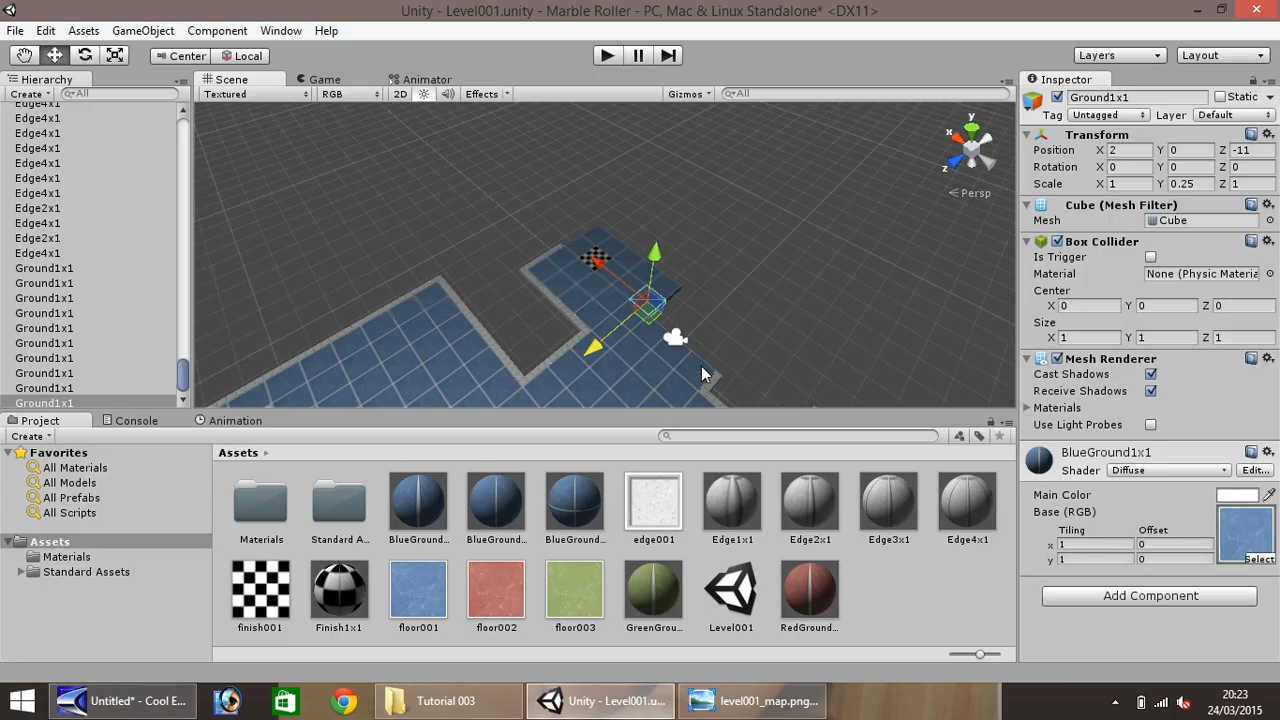 Unity - Level001.unity - Marble Roller - PC, Mac & Linux Standalone* <DX11>
File Edit Assets GameObject Component Window Help
Center Local Layers Layout
Hierarchy Scene Game Animator Inspector
Create All Textured RGB 2D Effects Gizmos All
Ground1x1 Static
Edge4x1
Edge4x1
Edge4x1
Edge4x1
Edge4x1
Edge4x1
Edge4x1
Edge2x1
Edge4x1
Edge2x1
Edge4x1
Ground1x1
Ground1x1
Ground1x1
Ground1x1
Ground1x1
Ground1x1
Ground1x1
Ground1x1
Ground1x1
Ground1x1
y
x
z
Persp
Tag Untagged Layer Default
Transform
Position X 2 Y 0 Z -11
Rotation X 0 Y 0 Z 0
Scale X 1 Y 0.25 Z 1
Cube (Mesh Filter)
Mesh Cube
Box Collider
Is Trigger
Material None (Physic Materia
Center
X 0 Y 0 Z 0
Size
X 1 Y 1 Z 1
Mesh Renderer
Cast Shadows
Receive Shadows
Materials
Use Light Probes
BlueGround1x1
Shader Diffuse Edit...
Main Color
Base (RGB)
Tiling Offset
x 1 0
y 1 0
Select
Add Component
Project Console Animation
Create
Favorites
All Materials
All Models
All Prefabs
All Scripts
Assets
Materials
Standard Assets
Assets
Materials Standard A... BlueGroun... BlueGroun... BlueGroun... edge001 Edge1x1 Edge2x1 Edge3x1 Edge4x1
finish001 Finish1x1 floor001 floor002 floor003 GreenGrou... Level001 RedGround...
Untitled* - Cool E... Tutorial 003 Unity - Level001.u... level001_map.png...
20:23
24/03/2015